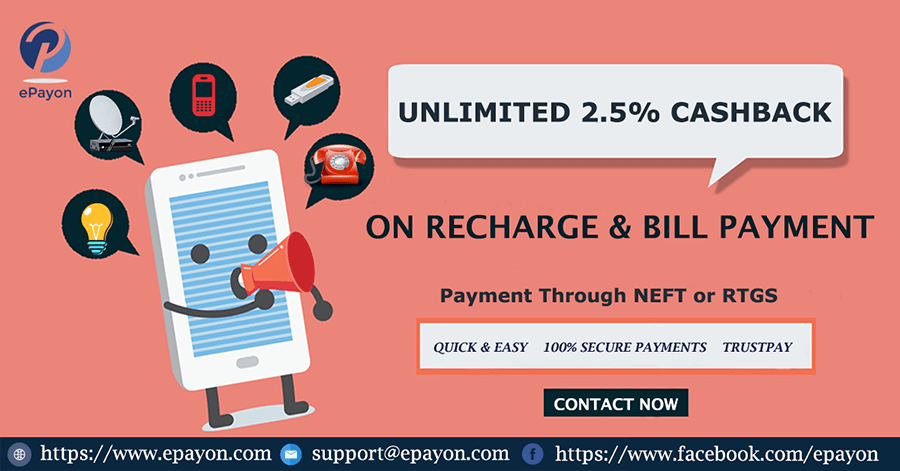 ePayon
UNLIMITED 2.5% CASHBACK
ON RECHARGE & BILL PAYMENT
Payment Through NEFT or RTGS
QUICK & EASY 100% SECURE PAYMENTS TRUSTPAY
CONTACT NOW
https://www.epayon.com support@epayon.com https://www.facebook.com/epayon